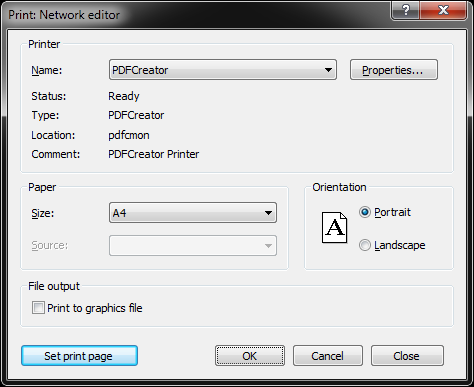 Print: Network editor
Printer
Name: PDFCreator Properties...
Status: Ready
Type: PDFCreator
Location: pdfcmon
Comment: PDFCreator Printer
Paper Orientation
Size: A4 Portrait
A
Source: Landscape
File output
Print to graphics file
Set print page OK Cancel Close